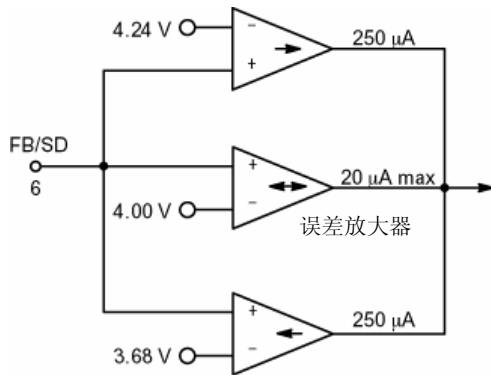 4.24 V
−
+
250 µA
FB/SD
6
+
−
20 µA max
4.00 V
误差放大器
+
−
250 µA
3.68 V